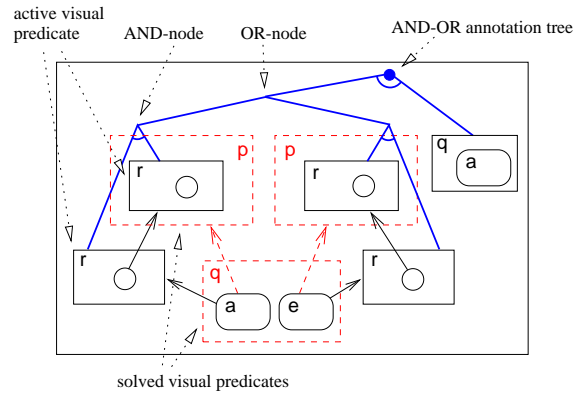 active visual
predicate
AND-node
OR-node
AND-OR annotation tree
p
p
q
a
r
r
r
r
q
a
e
solved visual predicates